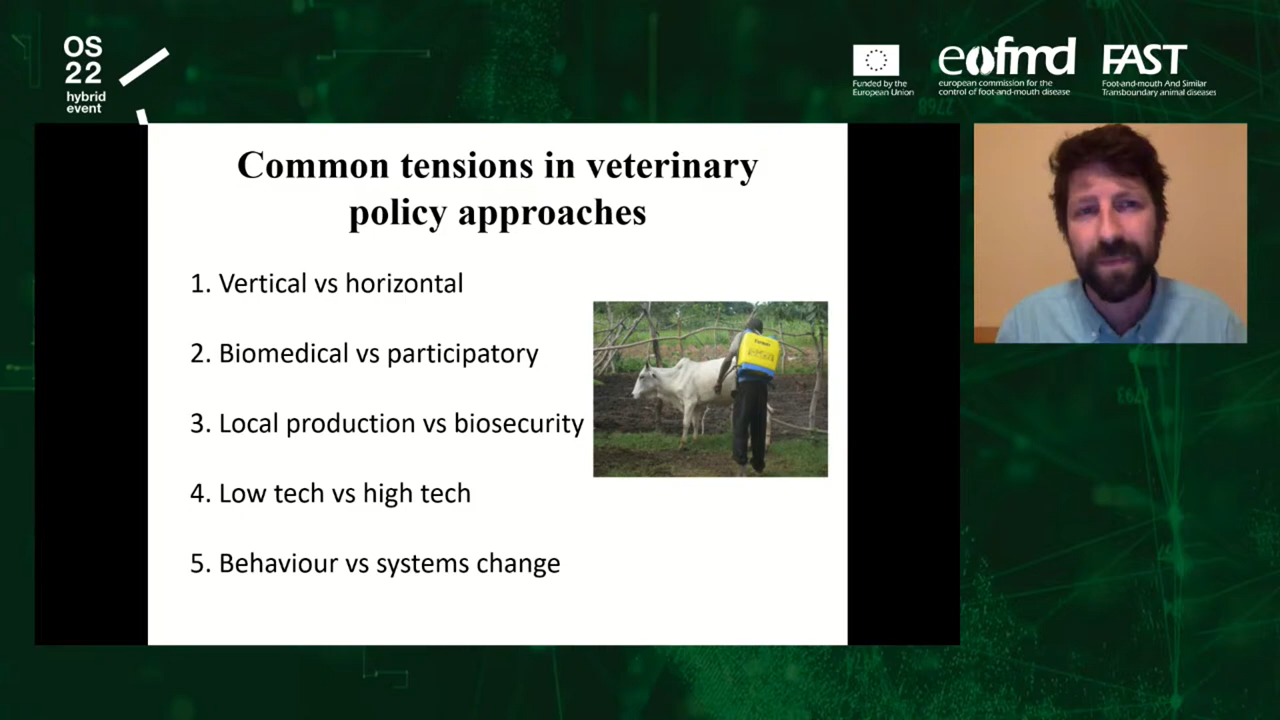 OS
22
hybrid
event
Funded by the
European Union
eofmd
european commission for the
control of foot-and-mouth disease
FAST
Foot-and-mouth And Similar
Transboundary animal diseases
Common tensions in veterinary
policy approaches
1. Vertical vs horizontal
2. Biomedical vs participatory
3. Local production vs biosecurity
4. Low tech vs high tech
5. Behaviour vs systems change